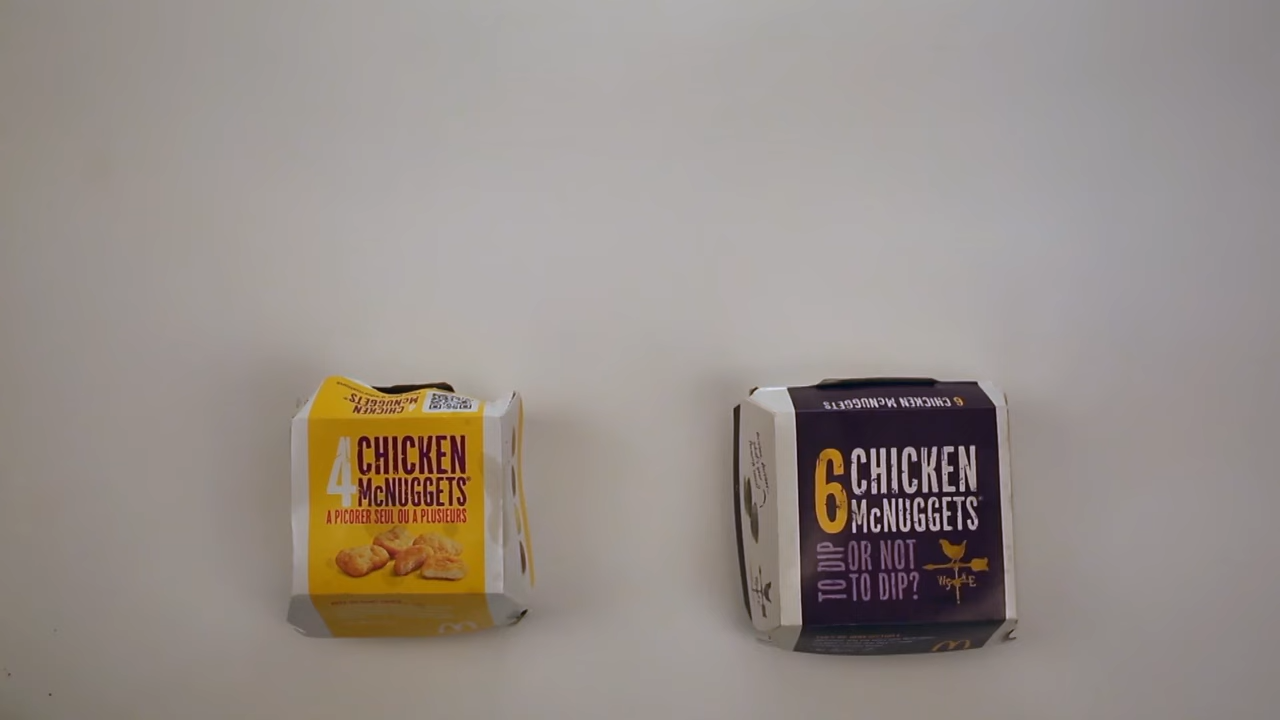 CHICKEN
McNUGGETS
4 CHICKEN
McNUGGETS®
A PICORER SEUL OU A PLUSIEURS
6 CHICKEN McNUGGETS
6 CHICKEN
McNUGGETS®
TO DIP
OR NOT
TO DIP?